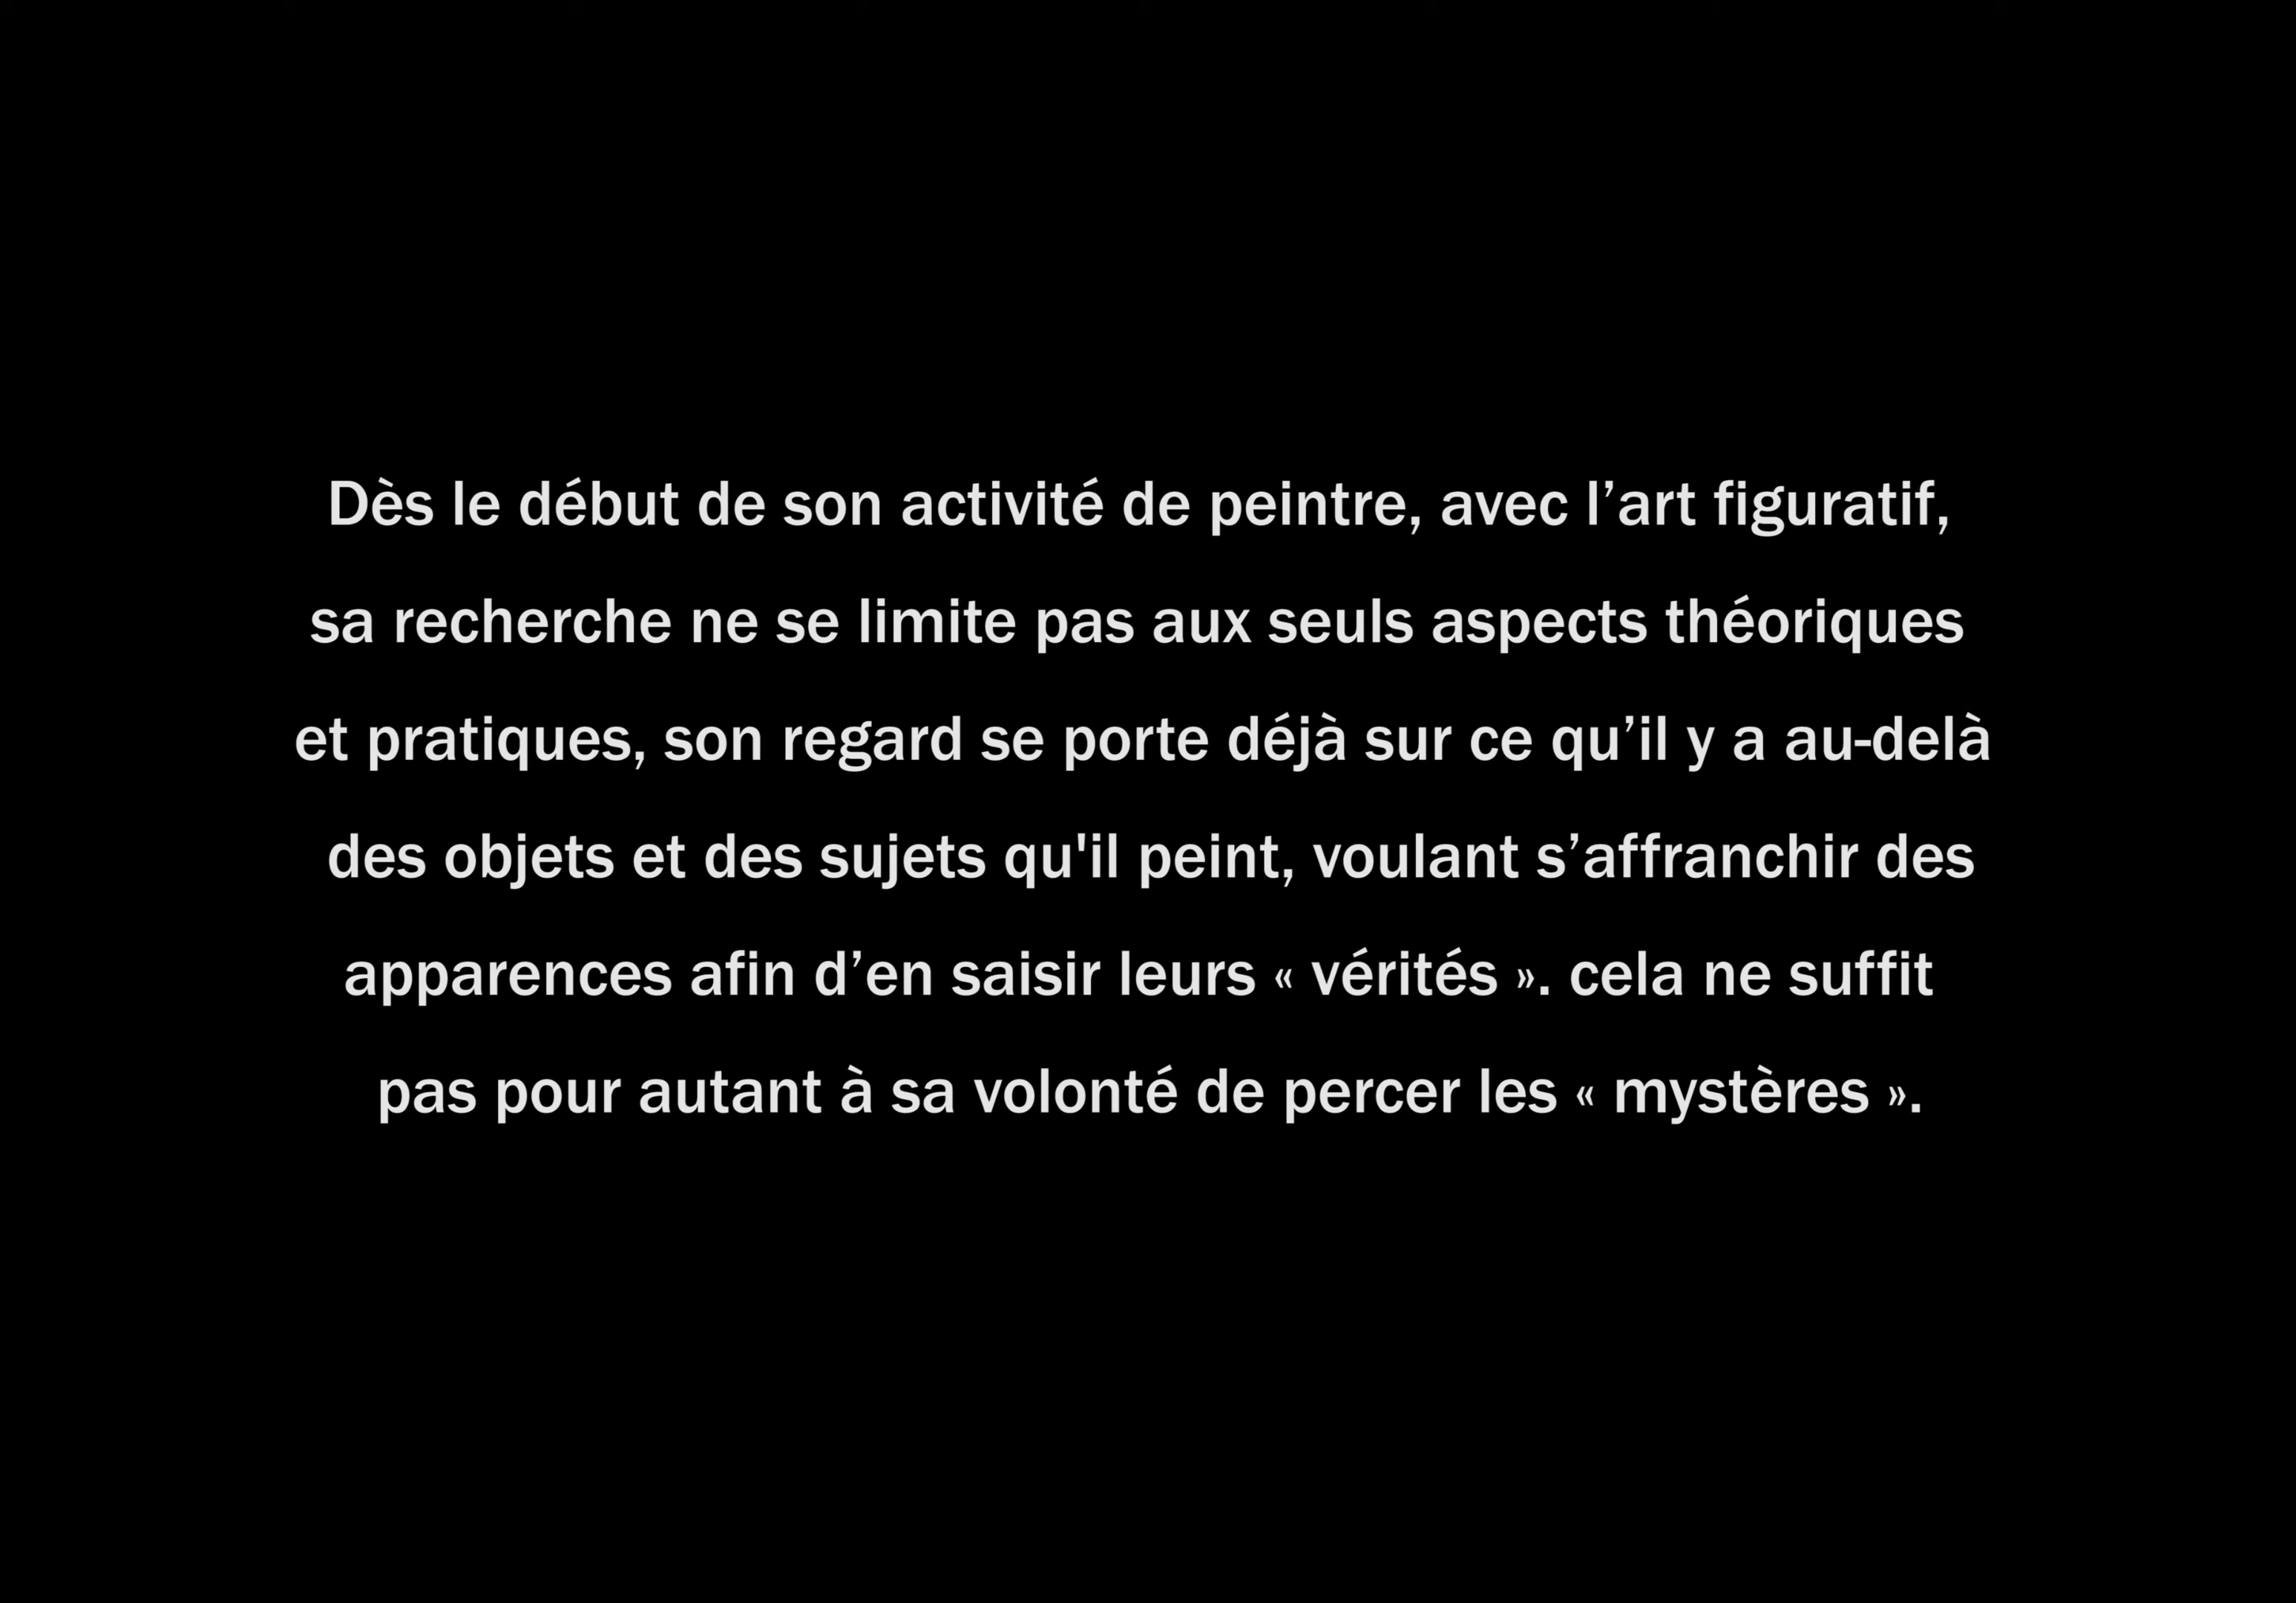 Dès le début de son activité de peintre, avec l’art figuratif,
sa recherche ne se limite pas aux seuls aspects théoriques
et pratiques, son regard se porte déjà sur ce qu’il y a au-delà
des objets et des sujets qu'il peint, voulant s’affranchir des
apparences afin d’en saisir leurs « vérités ». cela ne suffit
pas pour autant à sa volonté de percer les « mystères ».